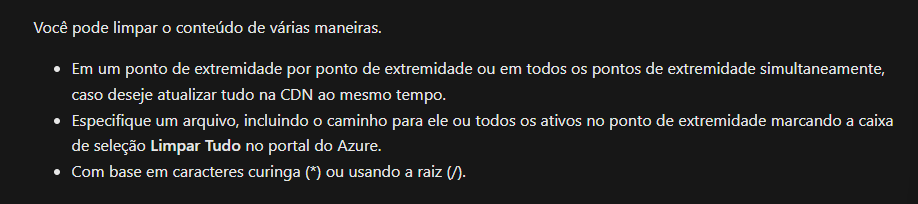 Você pode limpar o conteúdo de várias maneiras.
• Em um ponto de extremidade por ponto de extremidade ou em todos os pontos de extremidade simultaneamente,
caso deseje atualizar tudo na CDN ao mesmo tempo.
• Especifique um arquivo, incluindo o caminho para ele ou todos os ativos no ponto de extremidade marcando a caixa
de seleção Limpar Tudo no portal do Azure.
• Com base em caracteres curinga (*) ou usando a raiz (/).